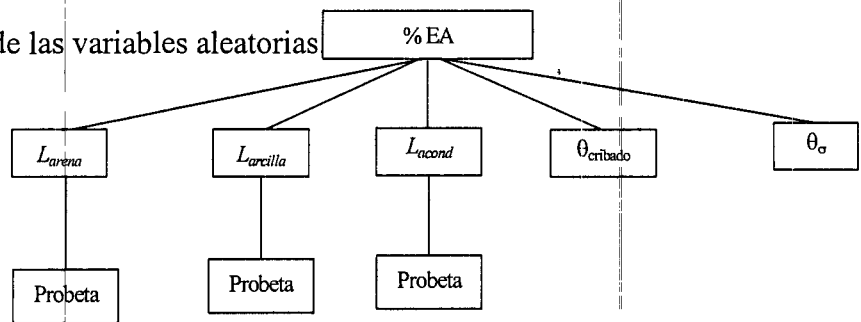 de las variables aleatorias
% EA
L_arena
L_arcilla
L_acond
θ_cribado
θ_σ
Probeta
Probeta
Probeta